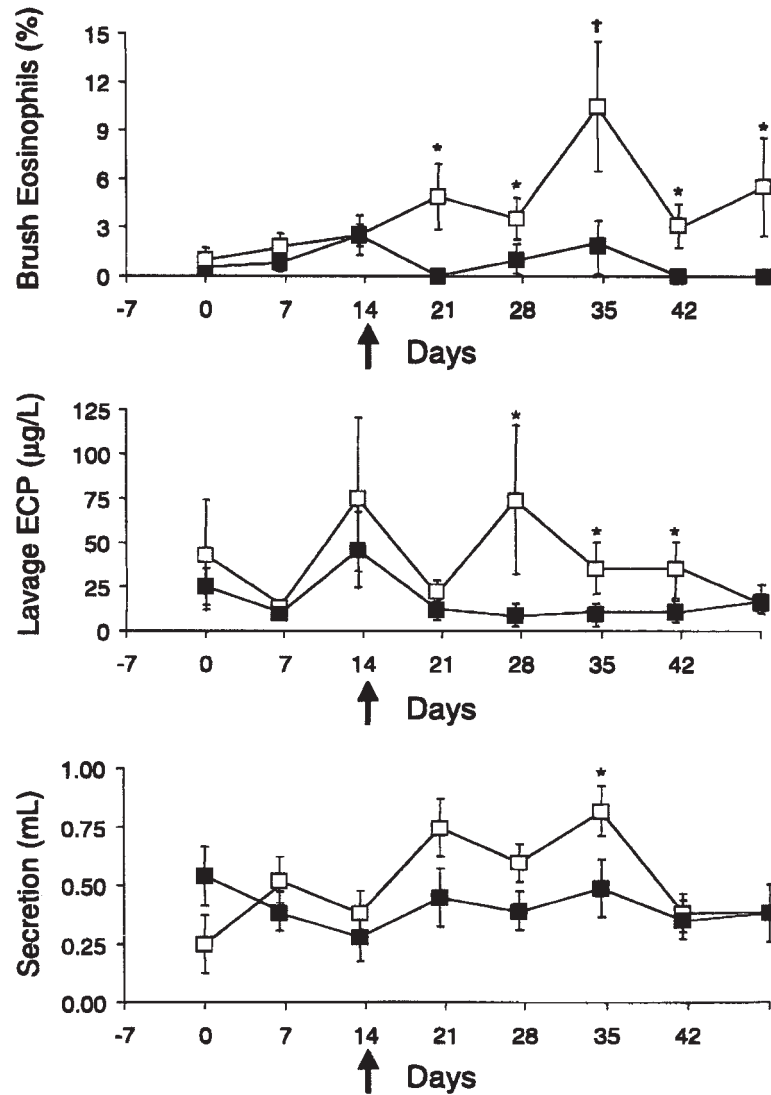 Brush Eosinophils (%)
15
12
9
6
3
0
†
*
*
*
*
-7 0 7 14 21 28 35 42
Days
Lavage ECP (μg/L)
125
100
75
50
25
0
*
*
*
-7 0 7 14 21 28 35 42
Days
Secretion (mL)
1.00
0.75
0.50
0.25
0.00
*
-7 0 7 14 21 28 35 42
Days